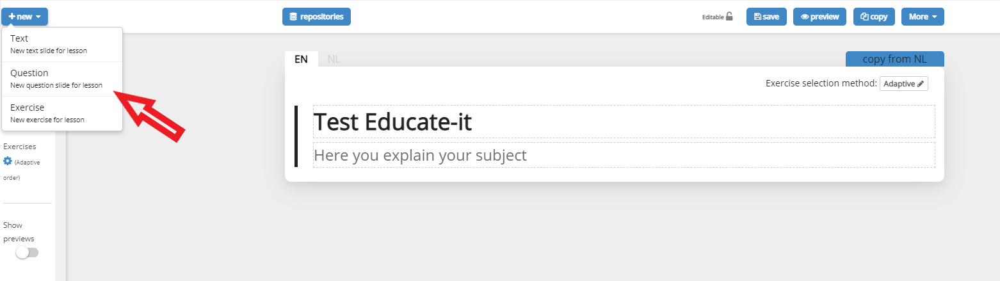 new
repositories
Editable
save
preview
copy
More
Text
New text slide for lesson
Question
New question slide for lesson
Exercise
New exercise for lesson
Exercises
(Adaptive
order)
Show
previews
EN
NL
copy from NL
Exercise selection method: Adaptive
Test Educate-it
Here you explain your subject